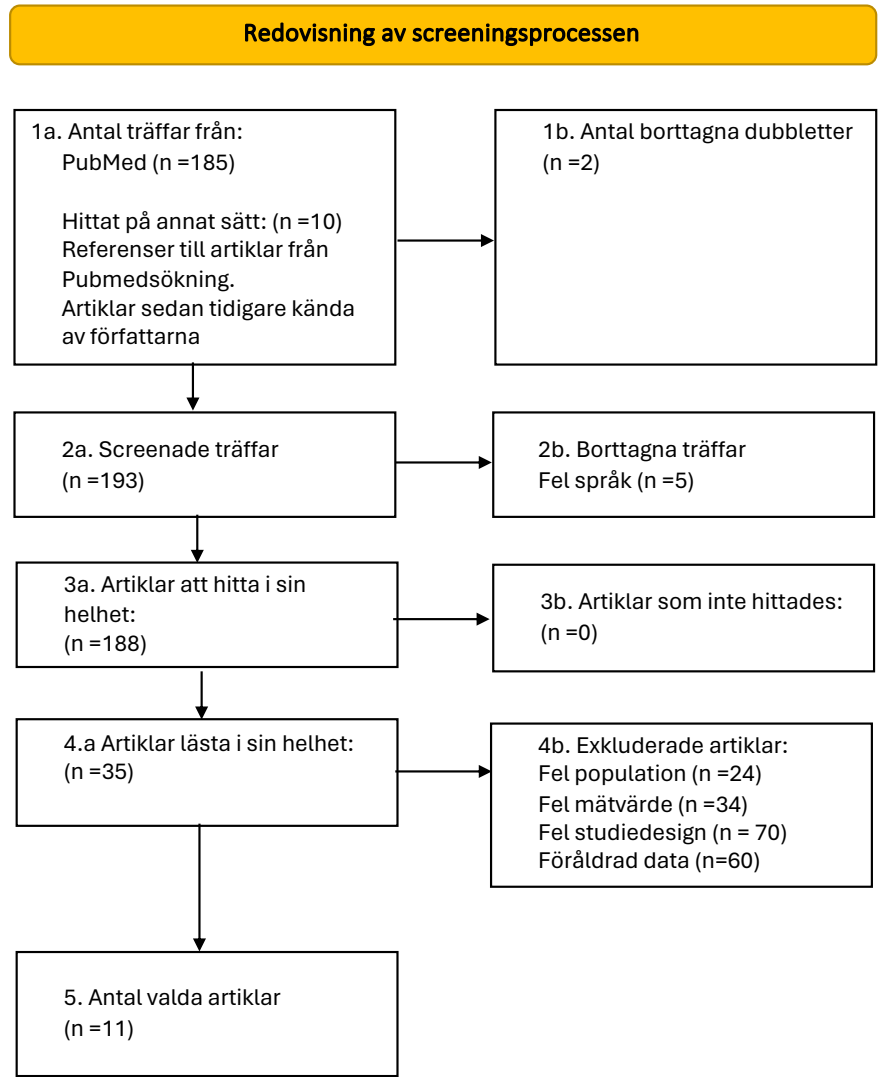 Redovisning av screeningsprocessen
1a. Antal träffar från:
PubMed (n =185)
Hittat på annat sätt: (n =10)
Referenser till artiklar från
Pubmedsökning.
Artiklar sedan tidigare kända
av författarna
1b. Antal borttagna dubbletter
(n =2)
2a. Screenade träffar
(n =193)
2b. Borttagna träffar
Fel språk (n =5)
3a. Artiklar att hitta i sin
helhet:
(n =188)
3b. Artiklar som inte hittades:
(n =0)
4.a Artiklar lästa i sin helhet:
(n =35)
4b. Exkluderade artiklar:
Fel population (n =24)
Fel mätvärde (n =34)
Fel studiedesign (n = 70)
Föråldrad data (n=60)
5. Antal valda artiklar
(n =11)